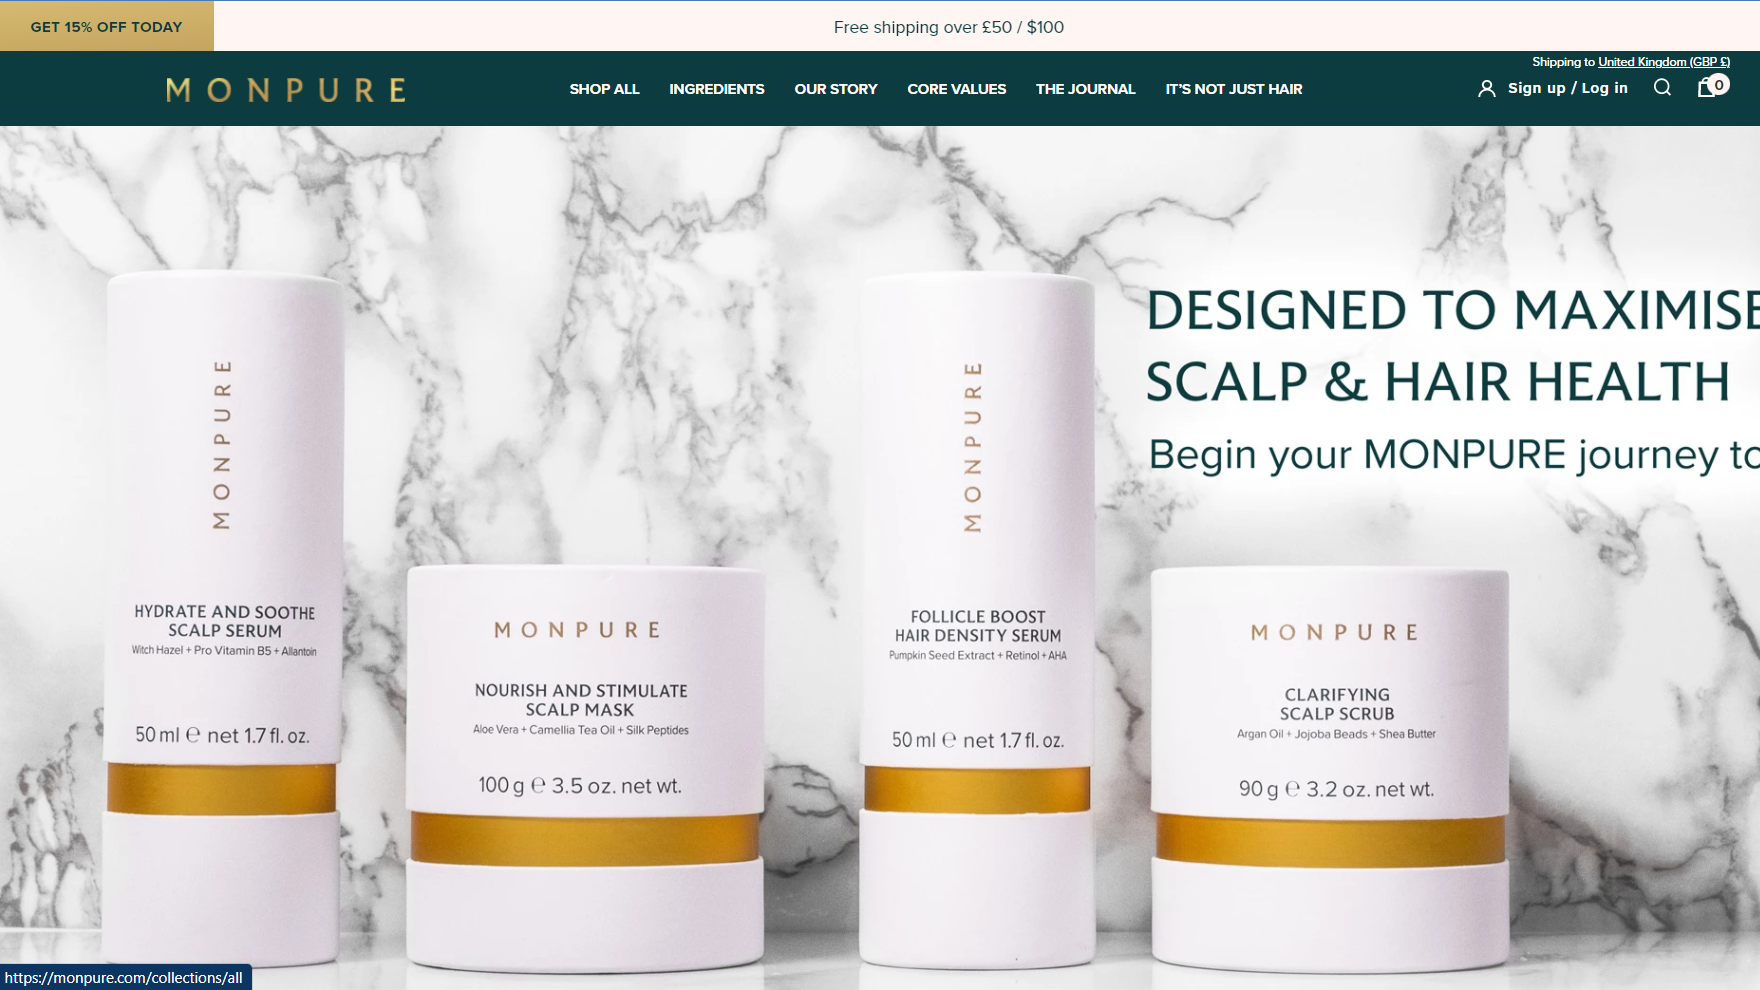 GET 15% OFF TODAY
Free shipping over £50 / $100
Shipping to United Kingdom (GBP £)
MONPURE
SHOP ALL
INGREDIENTS
OUR STORY
CORE VALUES
THE JOURNAL
IT'S NOT JUST HAIR
Sign up / Log in
0
DESIGNED TO MAXIMISE
SCALP & HAIR HEALTH
Begin your MONPURE journey to
MONPURE
HYDRATE AND SOOTHE
SCALP SERUM
Witch Hazel + Pro Vitamin B5 + Allantoin
50 ml ℮ net 1.7 fl. oz.
MONPURE
NOURISH AND STIMULATE
SCALP MASK
Aloe Vera + Camellia Tea Oil + Silk Peptides
100 g ℮ 3.5 oz. net wt.
MONPURE
FOLLICLE BOOST
HAIR DENSITY SERUM
Pumpkin Seed Extract + Retinol + AHA
50 ml ℮ net 1.7 fl. oz.
MONPURE
CLARIFYING
SCALP SCRUB
Argan Oil + Jojoba Beads + Shea Butter
90 g ℮ 3.2 oz. net wt.
https://monpure.com/collections/all